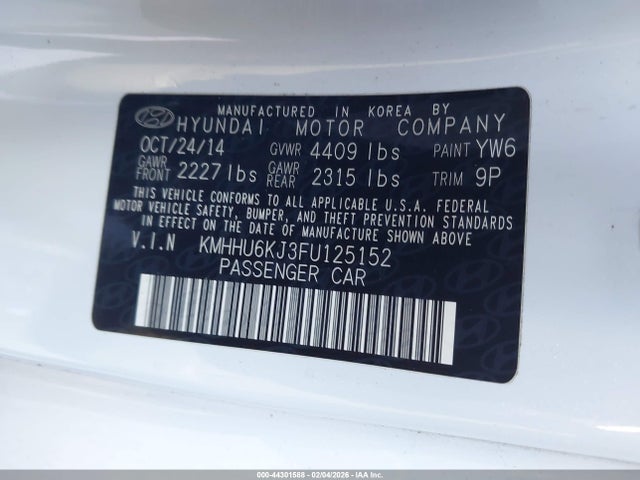 MANUFACTURED IN KOREA BY
HYUNDAI MOTOR COMPANY
OCT/24/14 GVWR 4409 lbs PAINT YW6
GAWR FRONT 2227 lbs GAWR REAR 2315 lbs TRIM 9P
THIS VEHICLE CONFORMS TO ALL APPLICABLE U.S.A. FEDERAL
MOTOR VEHICLE SAFETY, BUMPER, AND THEFT PREVENTION STANDARDS
IN EFFECT ON THE DATE OF MANUFACTURE SHOWN ABOVE
V.I.N KMHHU6KJ3FU125152
PASSENGER CAR
000-44301588 - 02/04/2026 - IAAI.COM